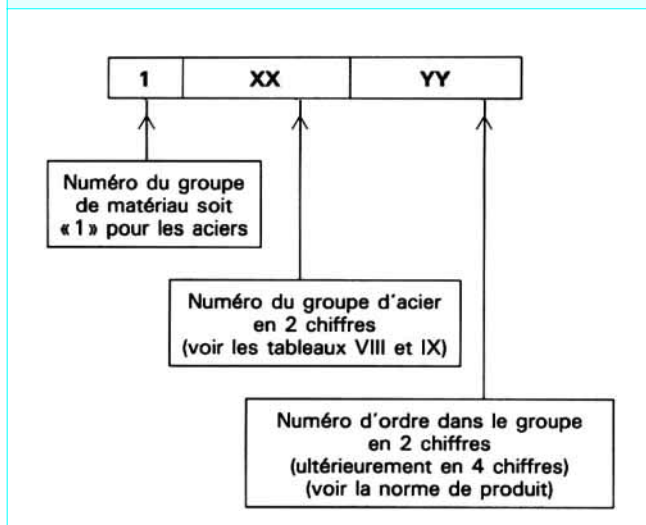 1 XX YY
Numéro du groupe
de matériau soit
«1» pour les aciers
Numéro du groupe d'acier
en 2 chiffres
(voir les tableaux VIII et IX)
Numéro d'ordre dans le groupe
en 2 chiffres
(ultérieurement en 4 chiffres)
(voir la norme de produit)